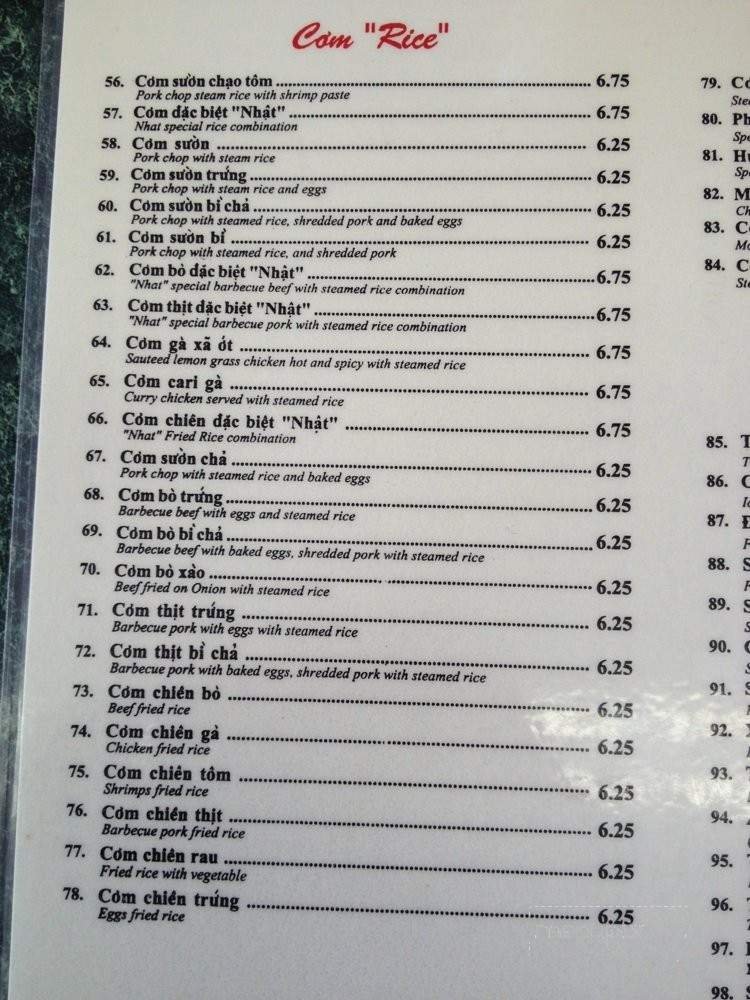 Cơm "Rice"
56. Cơm sườn chạo tôm 6.75
Pork chop steam rice with shrimp paste
57. Cơm đặc biệt "Nhật" 6.75
Nhat special rice combination
58. Cơm sườn 6.25
Pork chop with steam rice
59. Cơm sườn trứng 6.25
Pork chop with steam rice and eggs
60. Cơm sườn bì chả 6.25
Pork chop with steamed rice, shredded pork and baked eggs
61. Cơm sườn bì 6.25
Pork chop with steamed rice, and shredded pork
62. Cơm bò đặc biệt "Nhật" 6.75
"Nhat" special barbecue beef with steamed rice combination
63. Cơm thịt đặc biệt "Nhật" 6.75
"Nhat" special barbecue pork with steamed rice combination
64. Cơm gà xã ớt 6.75
Sauteed lemon grass chicken hot and spicy with steamed rice
65. Cơm cari gà 6.75
Curry chicken served with steamed rice
66. Cơm chiên đặc biệt "Nhật" 6.75
"Nhat" Fried Rice combination
67. Cơm sườn chả 6.25
Pork chop with steamed rice and baked eggs
68. Cơm bò trứng 6.25
Barbecue beef with eggs and steamed rice
69. Cơm bò bì chả 6.25
Barbecue beef with baked eggs, shredded pork with steamed rice
70. Cơm bò xào 6.25
Beef fried on Onion with steamed rice
71. Cơm thịt trứng 6.25
Barbecue pork with eggs with steamed rice
72. Cơm thịt bì chả 6.25
Barbecue pork with baked eggs, shredded pork with steamed rice
73. Cơm chiên bò 6.25
Beef fried rice
74. Cơm chiên gà 6.25
Chicken fried rice
75. Cơm chiên tôm 6.25
Shrimps fried rice
76. Cơm chiên thịt 6.25
Barbecue pork fried rice
77. Cơm chiên rau 6.25
Fried rice with vegetable
78. Cơm chiên trứng 6.25
Eggs fried rice
79.
80.
81.
82.
83.
84.
85.
86.
87.
88.
89.
90.
91.
92.
93.
94.
95.
96.
97.
98.